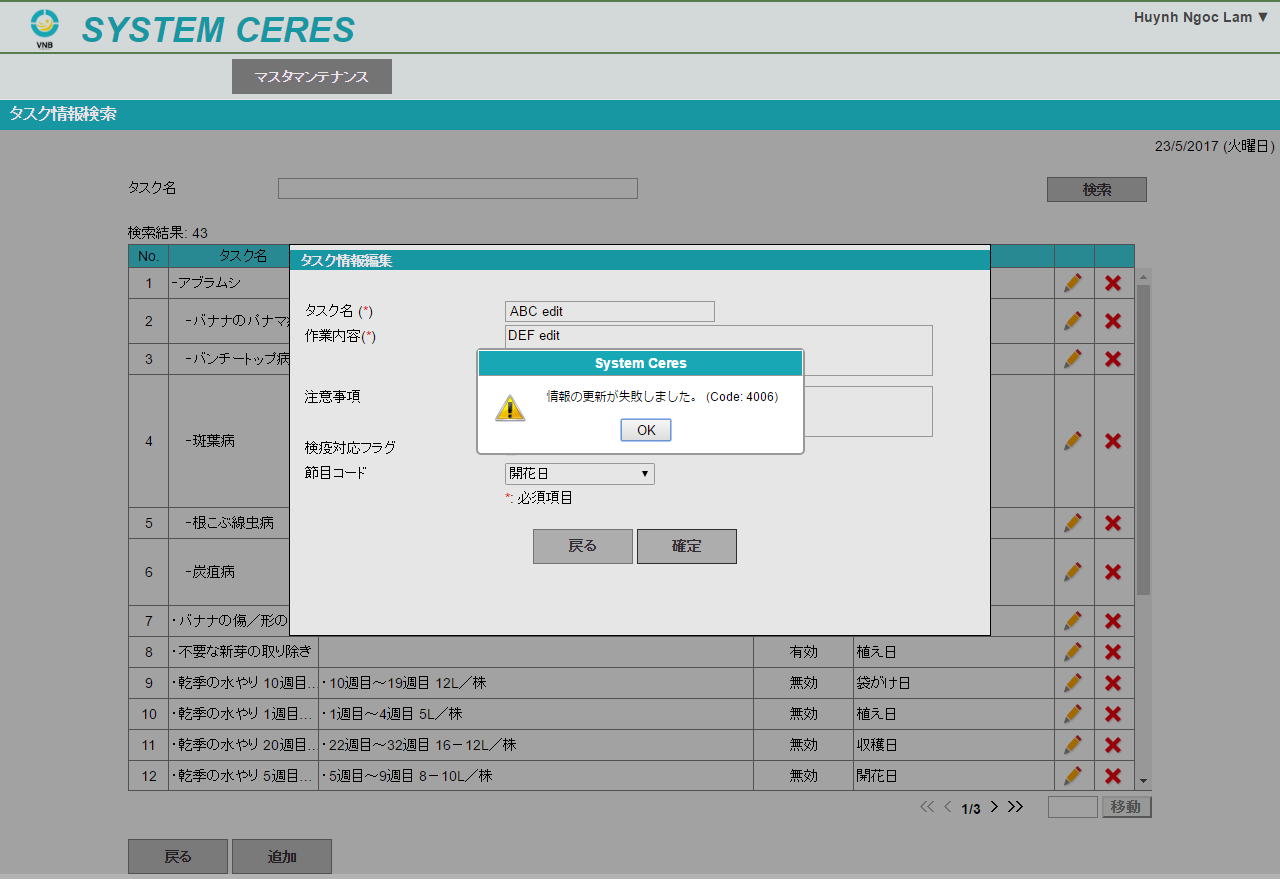 VNB
SYSTEM CERES
Huynh Ngoc Lam ▼
マスタマンテナンス
タスク情報検索
23/5/2017 (火曜日)
タスク名
検索
検索結果: 43
No. タスク名
1 -アブラムシ
2 -バナナのパナマ
3 -バンチートップ病
4 -斑葉病
5 -根こぶ線虫病
6 -炭疽病
7 ・バナナの傷／形の
タスク情報編集
タスク名 (*) ABC edit
作業内容(*) DEF edit
注意事項
検疫対応フラグ
節目コード 開花日
*: 必須項目
戻る 確定
System Ceres
情報の更新が失敗しました。 (Code: 4006)
OK
8 ・不要な新芽の取り除き 有効 植え日
9 ・乾季の水やり 10週目... ・10週目～19週目 12L／株 無効 袋がけ日
10 ・乾季の水やり 1週目... ・1週目～4週目 5L／株 無効 植え日
11 ・乾季の水やり 20週目... ・22週目～32週目 16－12L／株 無効 収穫日
12 ・乾季の水やり 5週目... ・5週目～9週目 8－10L／株 無効 開花日
1/3 移動
戻る 追加